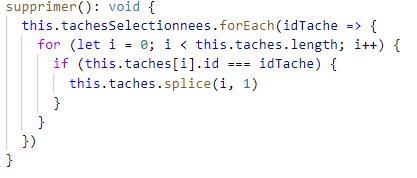 supprimer(): void {
  this.tachesSelectionnees.forEach(idTache => {
    for (let i = 0; i < this.taches.length; i++) {
      if (this.taches[i].id === idTache) {
        this.taches.splice(i, 1)
      }
    }
  })
}